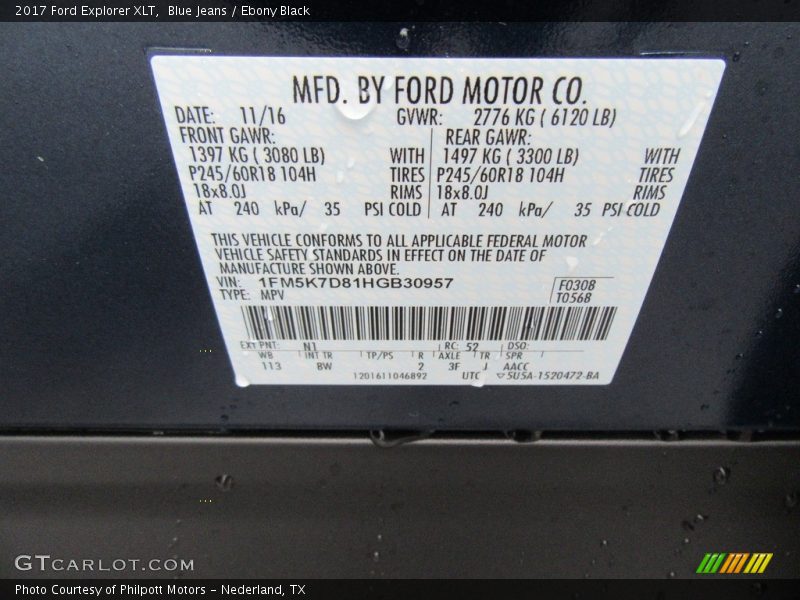 2017 Ford Explorer XLT,  Blue Jeans / Ebony Black
MFD. BY FORD MOTOR CO.
DATE: 11/16 GVWR: 2776 KG ( 6120 LB)
FRONT GAWR: REAR GAWR:
1397 KG ( 3080 LB) WITH 1497 KG ( 3300 LB) WITH
P245/60R18 104H TIRES P245/60R18 104H TIRES
18x8.0J RIMS 18x8.0J RIMS
AT 240 kPa/ 35 PSI COLD AT 240 kPa/ 35 PSI COLD
THIS VEHICLE CONFORMS TO ALL APPLICABLE FEDERAL MOTOR
VEHICLE SAFETY STANDARDS IN EFFECT ON THE DATE OF
MANUFACTURE SHOWN ABOVE.
VIN: 1FM5K7D81HGB30957 F0308
TYPE: MPV T0568
EXT PNT: N1 RC: 52 DSO:
WB INT TR TP/PS R AXLE TR SPR
113 BW 2 3F J AACC
1201611046892 UTC ▽5U5A-1520472-BA
GTCARLOT.COM
Photo Courtesy of Philpott Motors - Nederland, TX